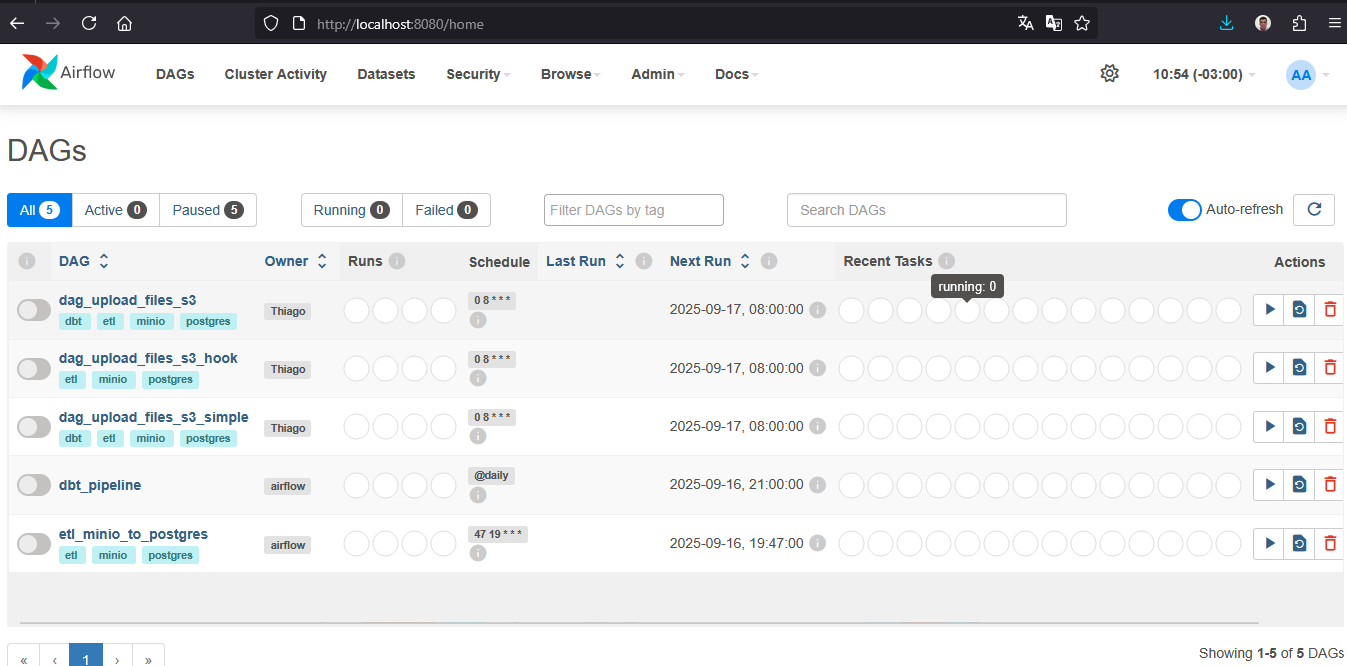 http://localhost:8080/home
Airflow DAGs Cluster Activity Datasets Security Browse Admin Docs 10:54 (-03:00) AA
DAGs
All 5 Active 0 Paused 5 Running 0 Failed 0 Filter DAGs by tag Search DAGs Auto-refresh
DAG Owner Runs Schedule Last Run Next Run Recent Tasks Actions
running: 0
dag_upload_files_s3 Thiago 0 8 * * * 2025-09-17, 08:00:00
dbt etl minio postgres
dag_upload_files_s3_hook Thiago 0 8 * * * 2025-09-17, 08:00:00
etl minio postgres
dag_upload_files_s3_simple Thiago 0 8 * * * 2025-09-17, 08:00:00
dbt etl minio postgres
dbt_pipeline airflow @daily 2025-09-16, 21:00:00
etl_minio_to_postgres airflow 47 19 * * * 2025-09-16, 19:47:00
etl minio postgres
« ‹ 1 › » Showing 1-5 of 5 DAGs